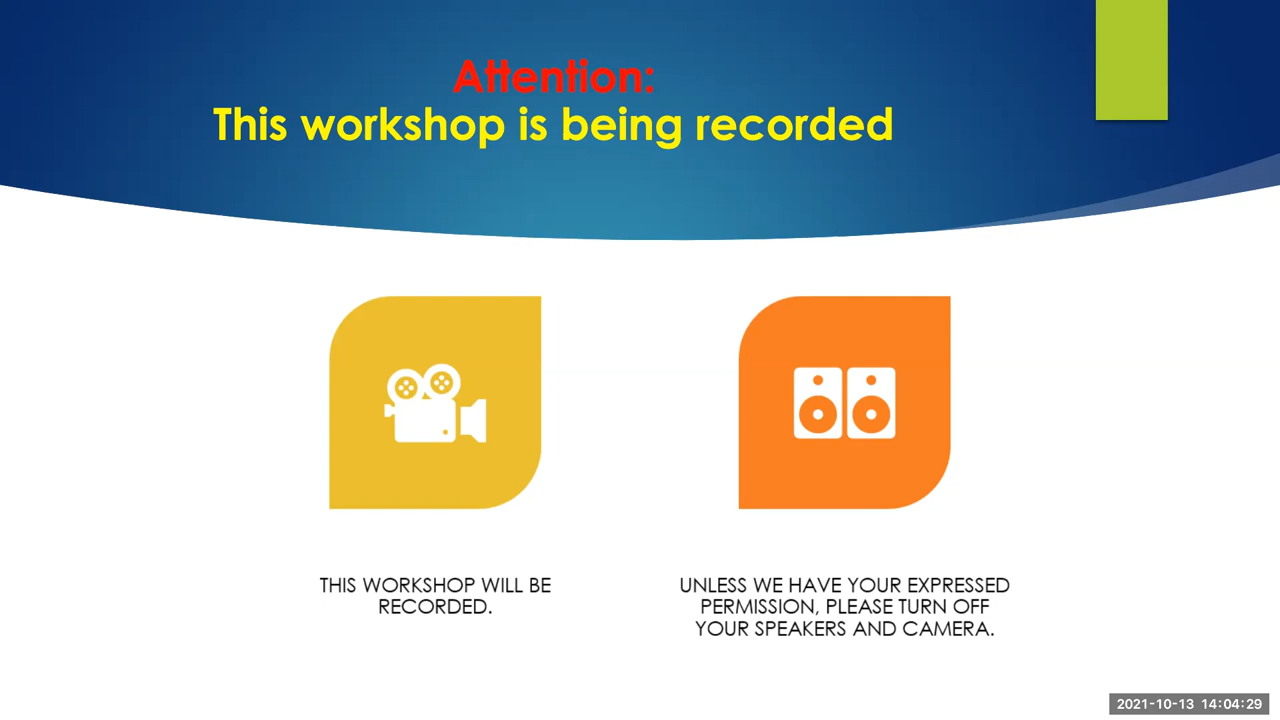 Attention:
This workshop is being recorded
THIS WORKSHOP WILL BE
RECORDED.
UNLESS WE HAVE YOUR EXPRESSED
PERMISSION, PLEASE TURN OFF
YOUR SPEAKERS AND CAMERA.
2021-10-13 14:04:29